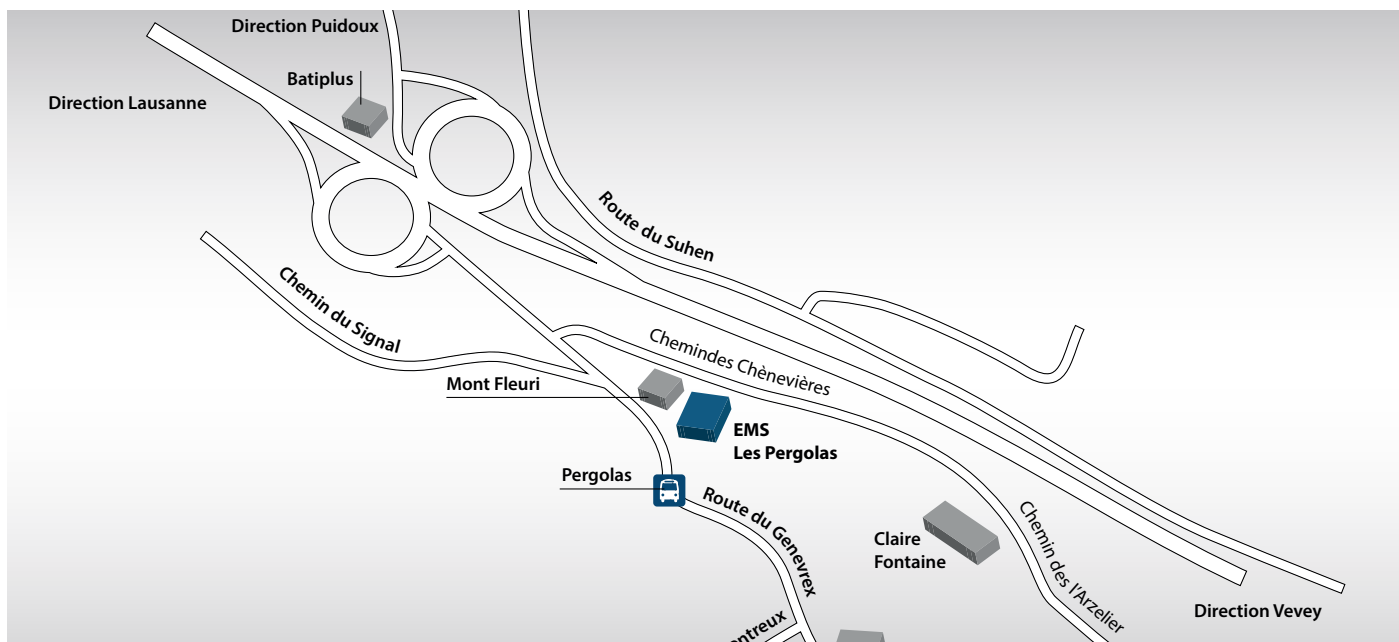 Direction Puidoux
Batiplus
Direction Lausanne
Route du Suhen
Chemin du Signal
Chemindes Chènevières
Mont Fleuri
EMS
Les Pergolas
Pergolas
Route du Genevrex
Claire
Fontaine
Chemin des l'Arzelier
Direction Vevey